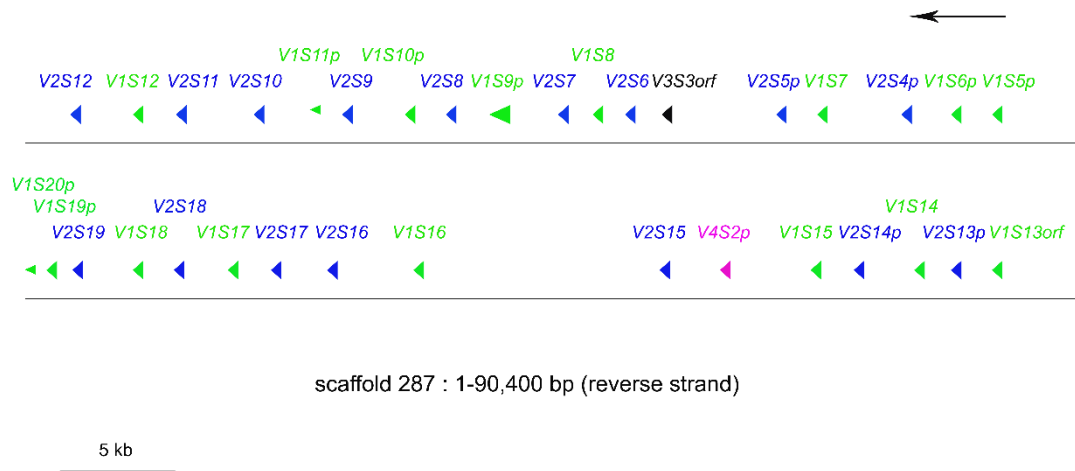 V1S11p V1S10p V1S8
V2S12 V1S12 V2S11 V2S10 V2S9 V2S8 V1S9p V2S7 V2S6 V3S3orf V2S5p V1S7 V2S4p V1S6p V1S5p
V1S20p
V1S19p V2S18 V1S14
V2S19 V1S18 V1S17 V2S17 V2S16 V1S16 V2S15 V4S2p V1S15 V2S14p V2S13p V1S13orf
scaffold 287 : 1-90,400 bp (reverse strand)
5 kb